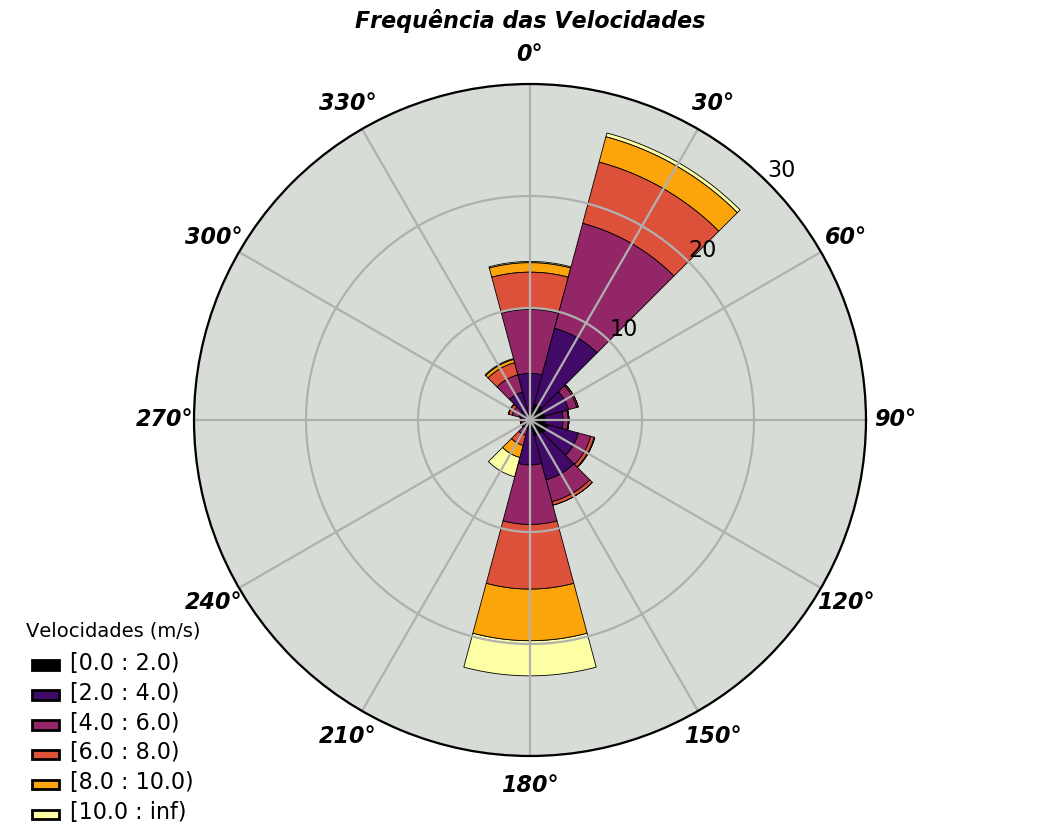 Frequência das Velocidades
0°
330°
30°
30
300°
60°
20
10
270°
90°
240°
120°
210°
150°
180°
Velocidades (m/s)
[0.0 : 2.0)
[2.0 : 4.0)
[4.0 : 6.0)
[6.0 : 8.0)
[8.0 : 10.0)
[10.0 : inf)